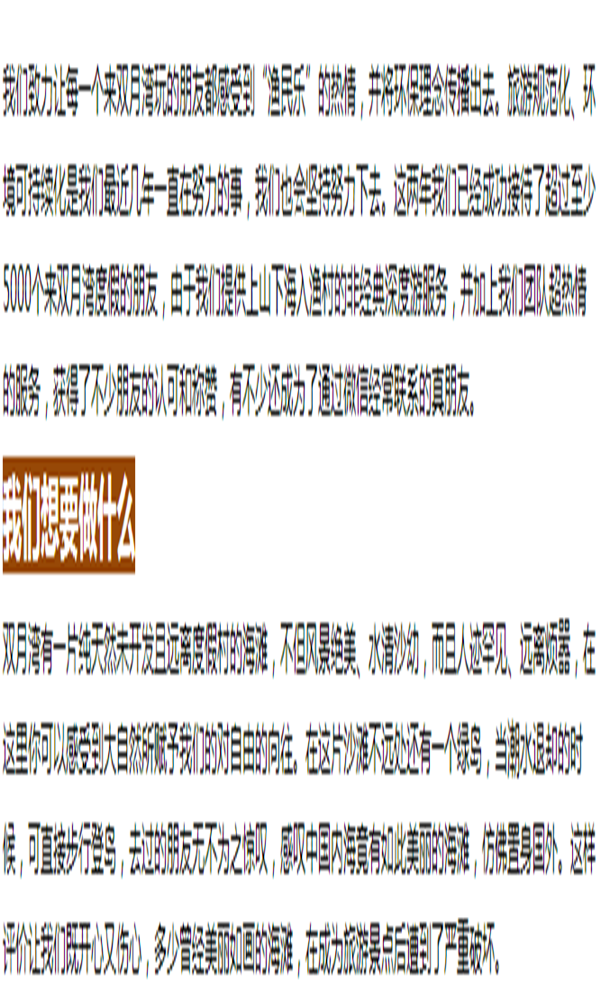 我们致力让每一个来双月湾玩的朋友都感受到“渔民乐”的热情，并将环保理念传播出去。旅游规范化、环
境可持续化是我们最近几年一直在努力的事，我们也会坚持努力下去。这两年我们已经成功接待了超过至少
5000个来双月湾度假的朋友，由于我们提供上山下海入渔村的非经典深度游服务，并加上我们团队超热情
的服务，获得了不少朋友的认可和称赞，有不少还成为了通过微信经常联系的真朋友。
我们想要做什么
双月湾有一片纯天然未开发且远离度假村的海滩，不但风景绝美、水清沙幼，而且人迹罕见、远离烦嚣，在
这里你可以感受到大自然所赋予我们的对自由的向往。在这片沙滩不远处还有一个绿岛，当潮水退却的时
候，可直接步行登岛，去过的朋友无不为之惊叹，感叹中国内海竟有如此美丽的海滩，仿佛置身国外。这样
评价让我们既开心又伤心，多少曾经美丽如画的海滩，在成为旅游景点后遭到了严重破坏。